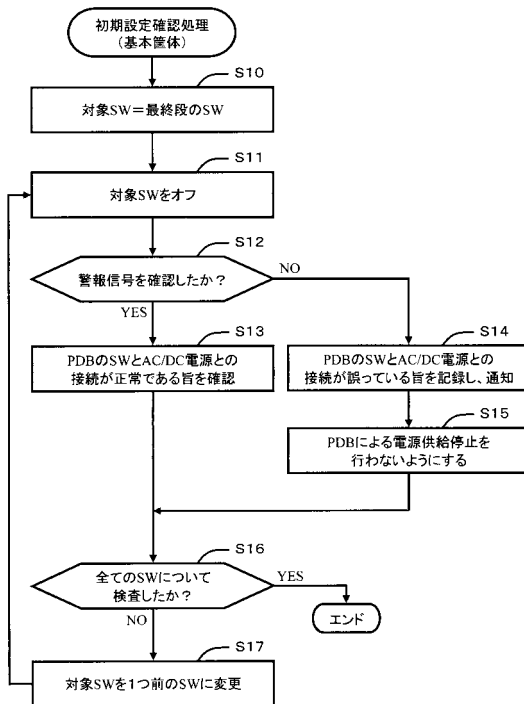 初期設定確認処理
(基本筐体)
S10
対象SW=最終段のSW
S11
対象SWをオフ
S12
警報信号を確認したか?
NO
YES
S13
PDBのSWとAC/DC電源との
接続が正常である旨を確認
S14
PDBのSWとAC/DC電源との
接続が誤っている旨を記録し、通知
S15
PDBによる電源供給停止を
行わないようにする
S16
全てのSWについて
検査したか?
YES
エンド
NO
S17
対象SWを1つ前のSWに変更